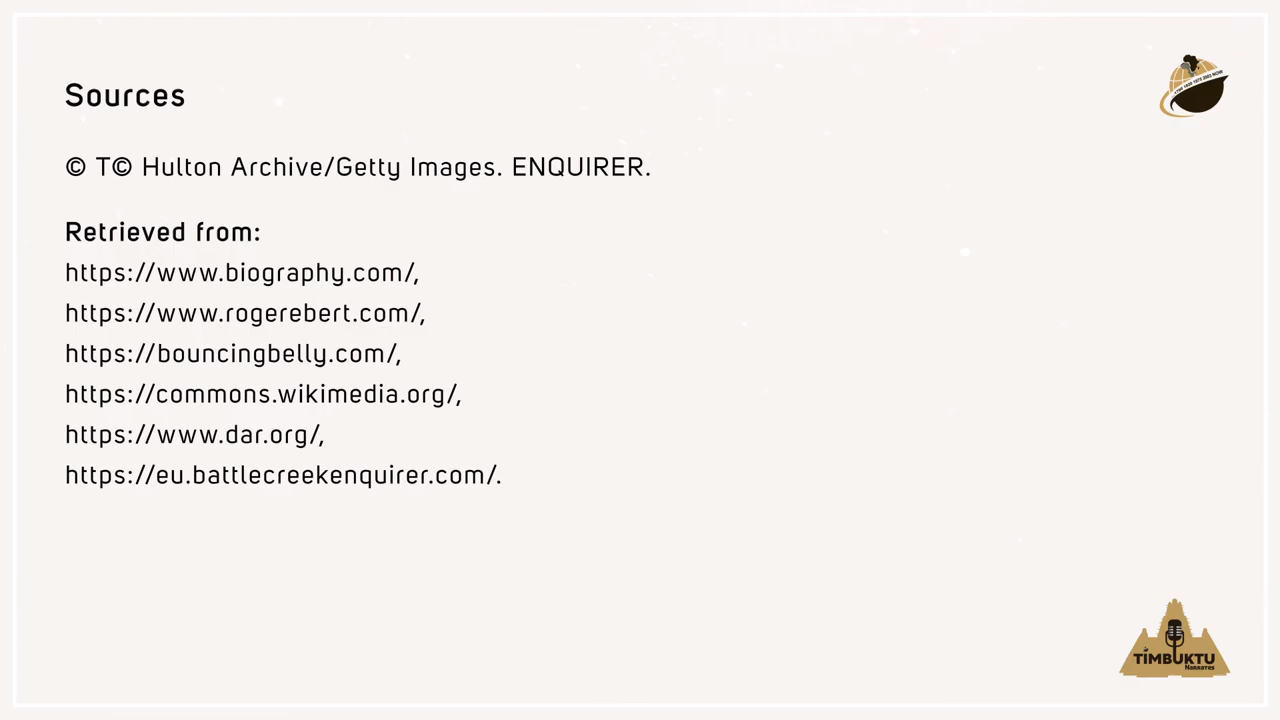 Sources
© T© Hulton Archive/Getty Images. ENQUIRER.
Retrieved from:
https://www.biography.com/,
https://www.rogerebert.com/,
https://bouncingbelly.com/,
https://commons.wikimedia.org/,
https://www.dar.org/,
https://eu.battlecreekenquirer.com/.
TIMBUKTU
Narrates